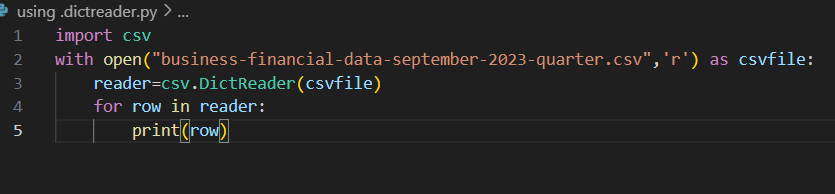 using .dictreader.py > ...
1 import csv
2 with open("business-financial-data-september-2023-quarter.csv",'r') as csvfile:
3     reader=csv.DictReader(csvfile)
4     for row in reader:
5         print(row)